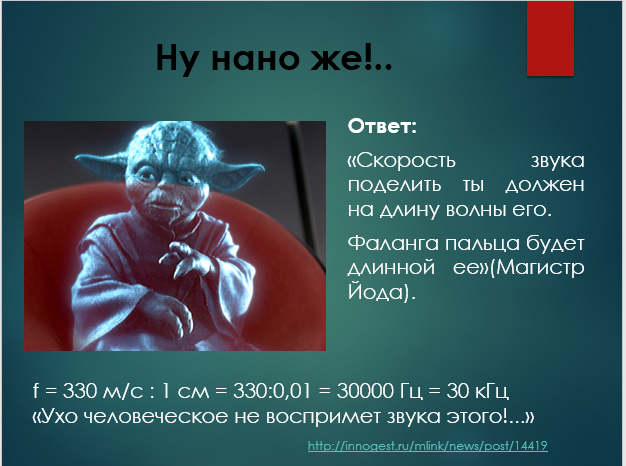 Ну нано же!..
Ответ:
«Скорость звука
поделить ты должен
на длину волны его.
Фаланга пальца будет
длинной ее»(Магистр
Йода).
f = 330 м/с : 1 см = 330:0,01 = 30000 Гц = 30 кГц
«Ухо человеческое не восприmет звука этого!...»
http://innogest.ru/mlink/news/post/14419